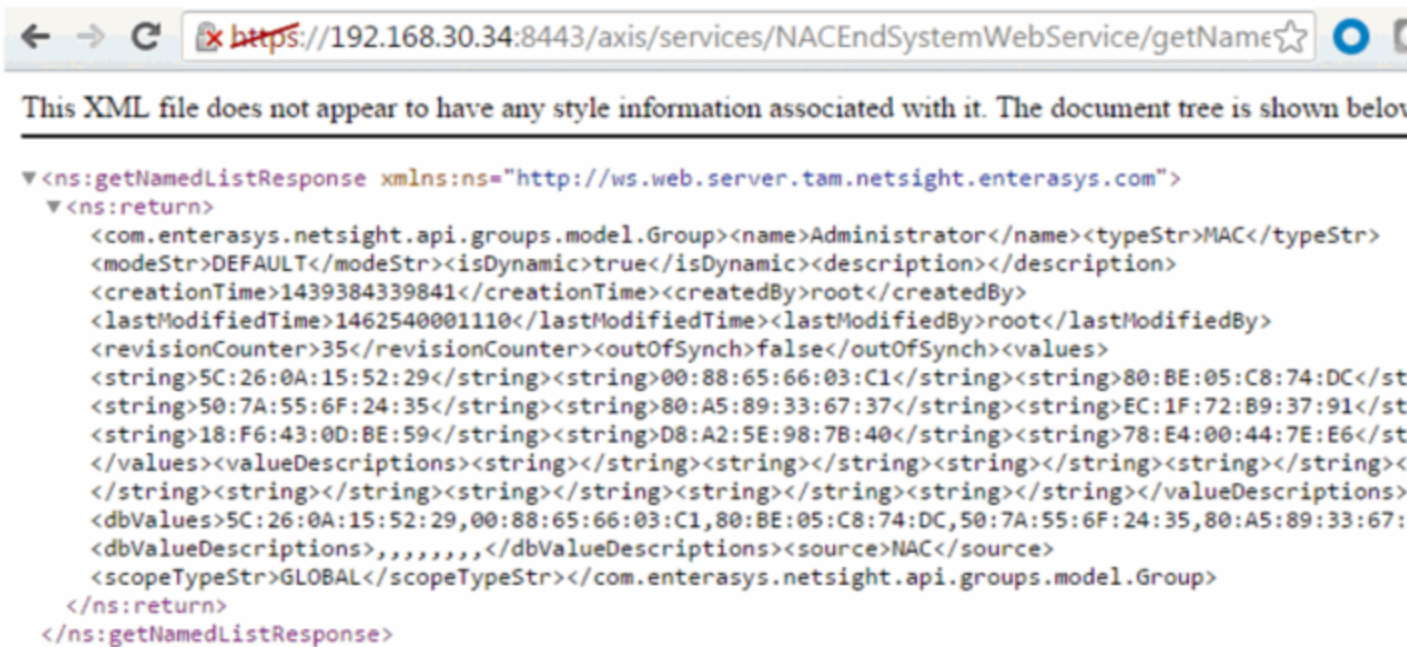 https://192.168.30.34:8443/axis/services/NACEndSystemWebService/getName
This XML file does not appear to have any style information associated with it. The document tree is shown below
▼<ns:getNamedListResponse xmlns:ns="http://ws.web.server.tam.netsight.enterasys.com">
▼<ns:return>
<com.enterasys.netsight.api.groups.model.Group><name>Administrator</name><typeStr>MAC</typeStr>
<modeStr>DEFAULT</modeStr><isDynamic>true</isDynamic><description></description>
<creationTime>1439384339841</creationTime><createdBy>root</createdBy>
<lastModifiedTime>1462540001110</lastModifiedTime><lastModifiedBy>root</lastModifiedBy>
<revisionCounter>35</revisionCounter><outOfSynch>false</outOfSynch><values>
<string>5C:26:0A:15:52:29</string><string>00:88:65:66:03:C1</string><string>80:BE:05:C8:74:DC</st
<string>50:7A:55:6F:24:35</string><string>80:A5:89:33:67:37</string><string>EC:1F:72:B9:37:91</st
<string>18:F6:43:0D:BE:59</string><string>D8:A2:5E:98:7B:40</string><string>78:E4:00:44:7E:E6</st
</values><valueDescriptions><string></string><string></string><string></string><string></string><
</string><string></string><string></string><string></string><string></string></valueDescriptions>
<dbValues>5C:26:0A:15:52:29,00:88:65:66:03:C1,80:BE:05:C8:74:DC,50:7A:55:6F:24:35,80:A5:89:33:67:
<dbValueDescriptions>,,,,,,,,</dbValueDescriptions><source>NAC</source>
<scopeTypeStr>GLOBAL</scopeTypeStr></com.enterasys.netsight.api.groups.model.Group>
</ns:return>
</ns:getNamedListResponse>